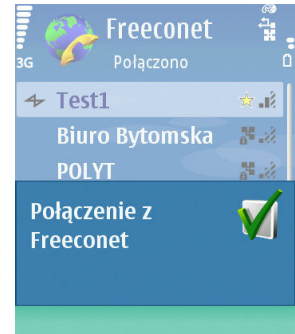 Freeconet
3G
Połączono
Test1
Biuro Bytomska
POLYT
Połączenie z
Freeconet